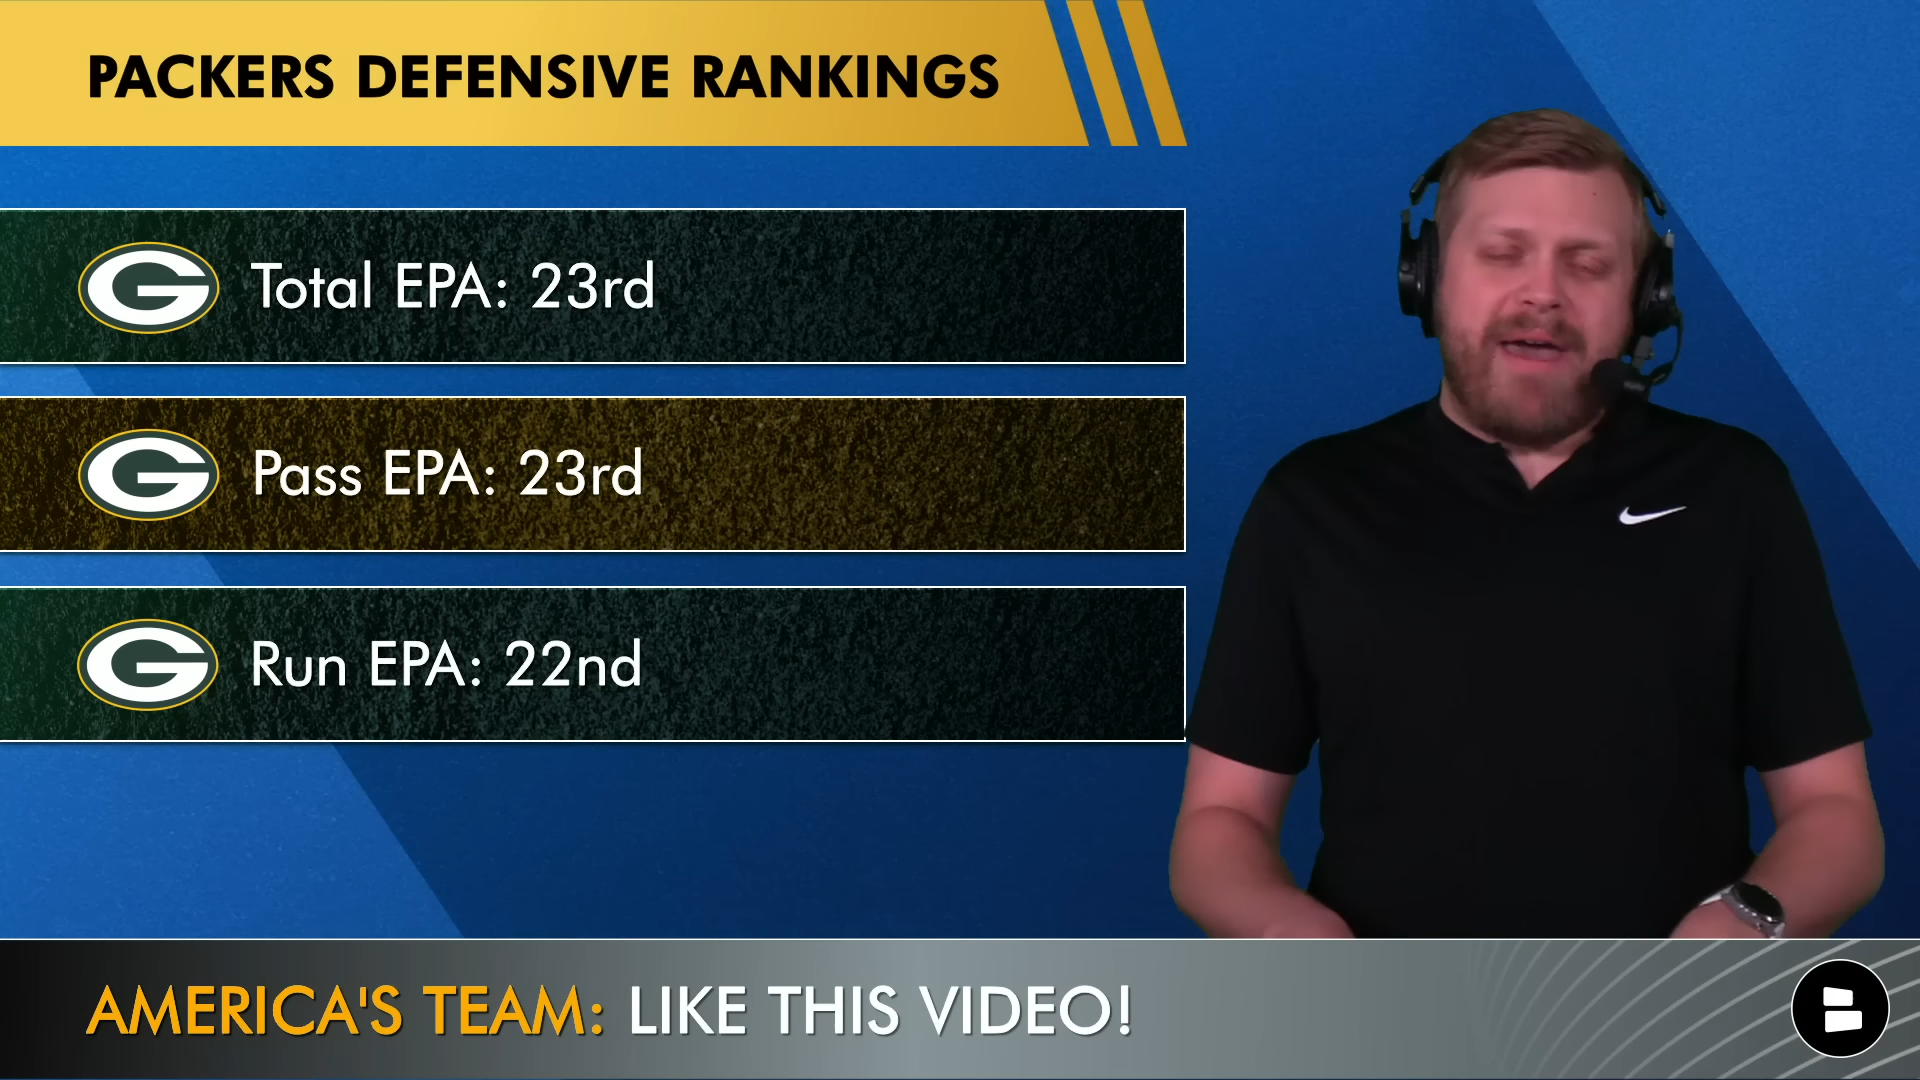 PACKERS DEFENSIVE RANKINGS
G Total EPA: 23rd
G Pass EPA: 23rd
G Run EPA: 22nd
AMERICA'S TEAM: LIKE THIS VIDEO!